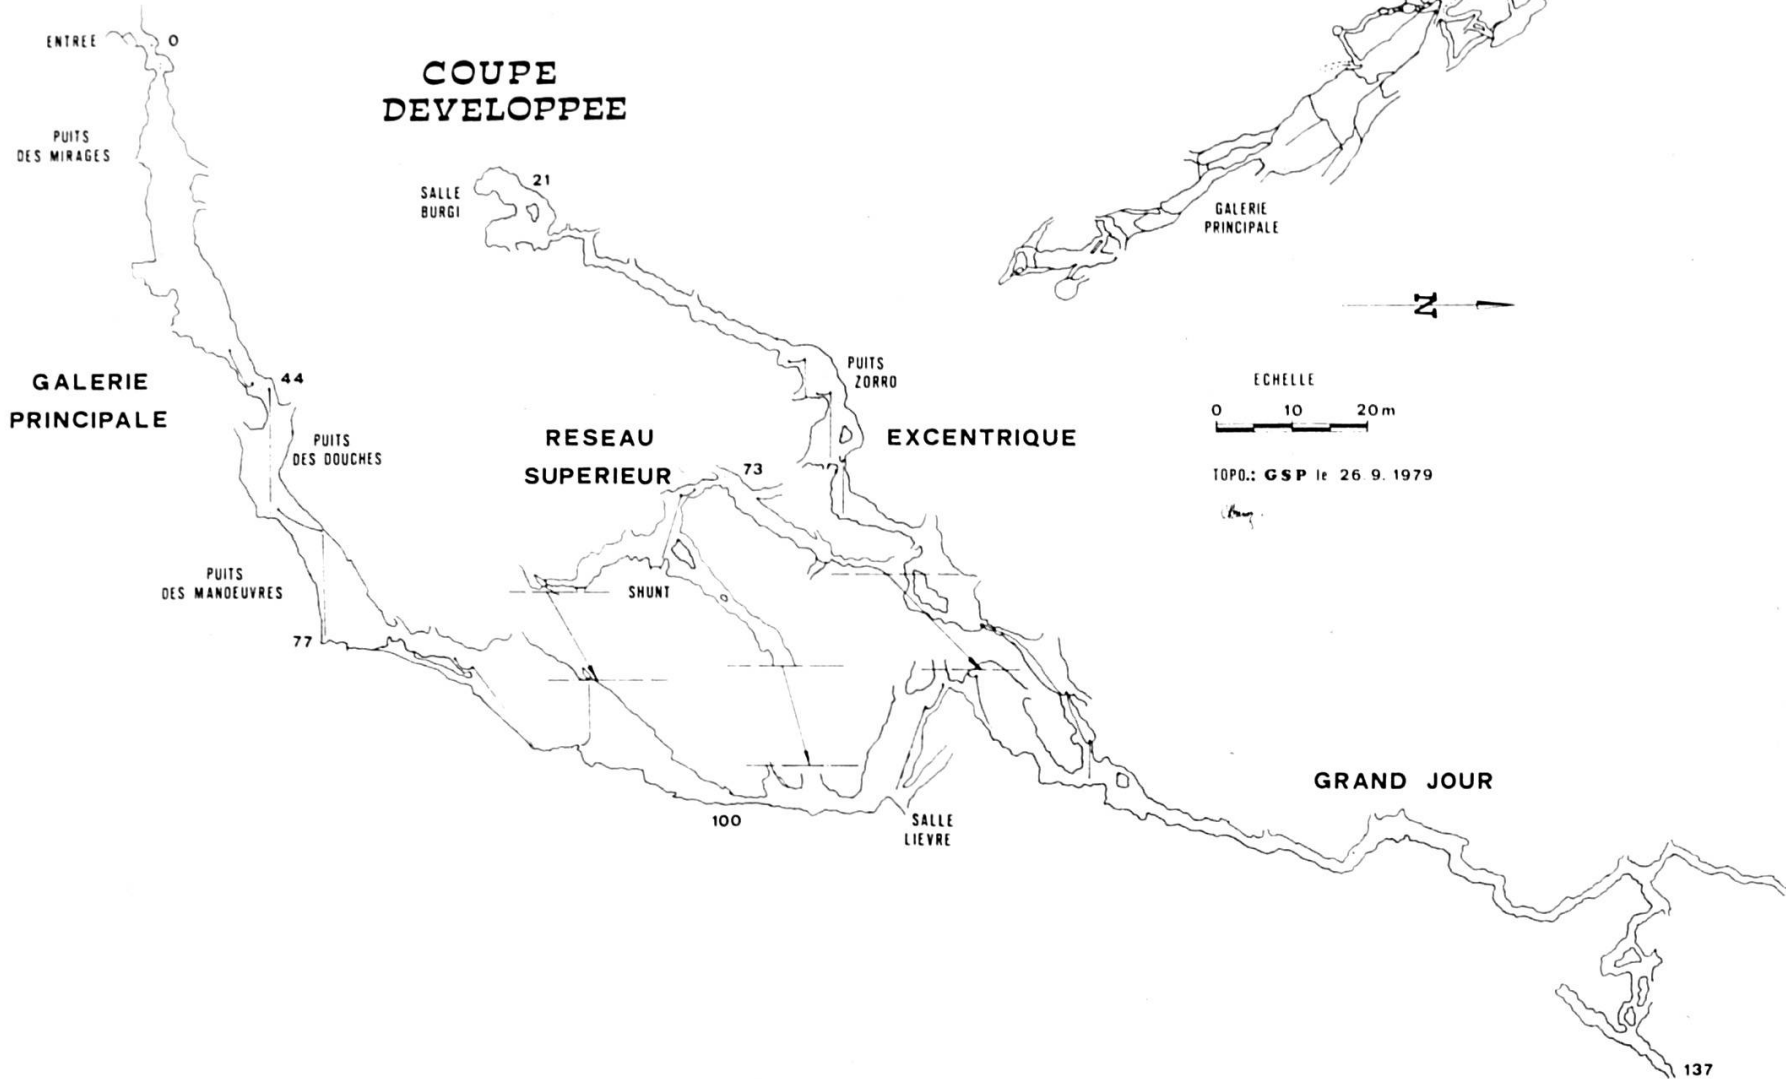 ENTREE
0
COUPE
DEVELOPPEE
PUITS
DES MIRAGES
SALLE
BURGI
21
GALERIE
PRINCIPALE
N
GALERIE
PRINCIPALE
44
PUITS
DES DOUCHES
PUITS
ZORRO
ECHELLE
0 10 20m
RESEAU
SUPERIEUR
73
EXCENTRIQUE
TOPO.: GSP le 26.9.1979
PUITS
DES MANOEUVRES
SHUNT
77
100
SALLE
LIEVRE
GRAND JOUR
137